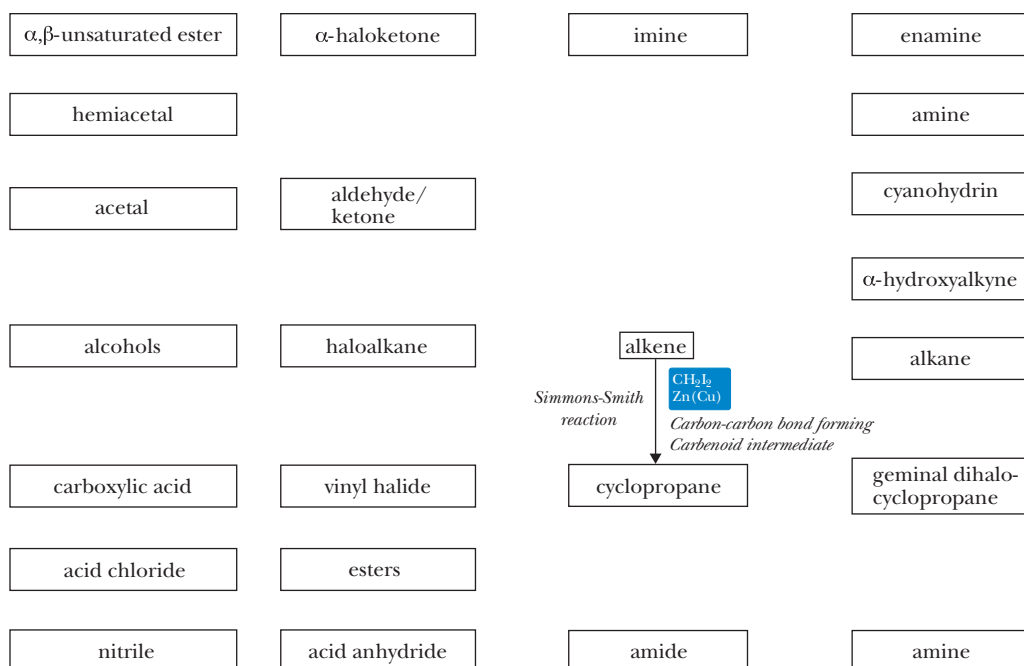 α,β-unsaturated ester
α-haloketone
imine
enamine
hemiacetal
amine
acetal
aldehyde/
ketone
cyanohydrin
α-hydroxyalkyne
alcohols
haloalkane
alkene
alkane
Simmons-Smith
reaction
CH₂I₂
Zn(Cu)
Carbon-carbon bond forming
Carbenoid intermediate
carboxylic acid
vinyl halide
cyclopropane
geminal dihalo-
cyclopropane
acid chloride
esters
nitrile
acid anhydride
amide
amine